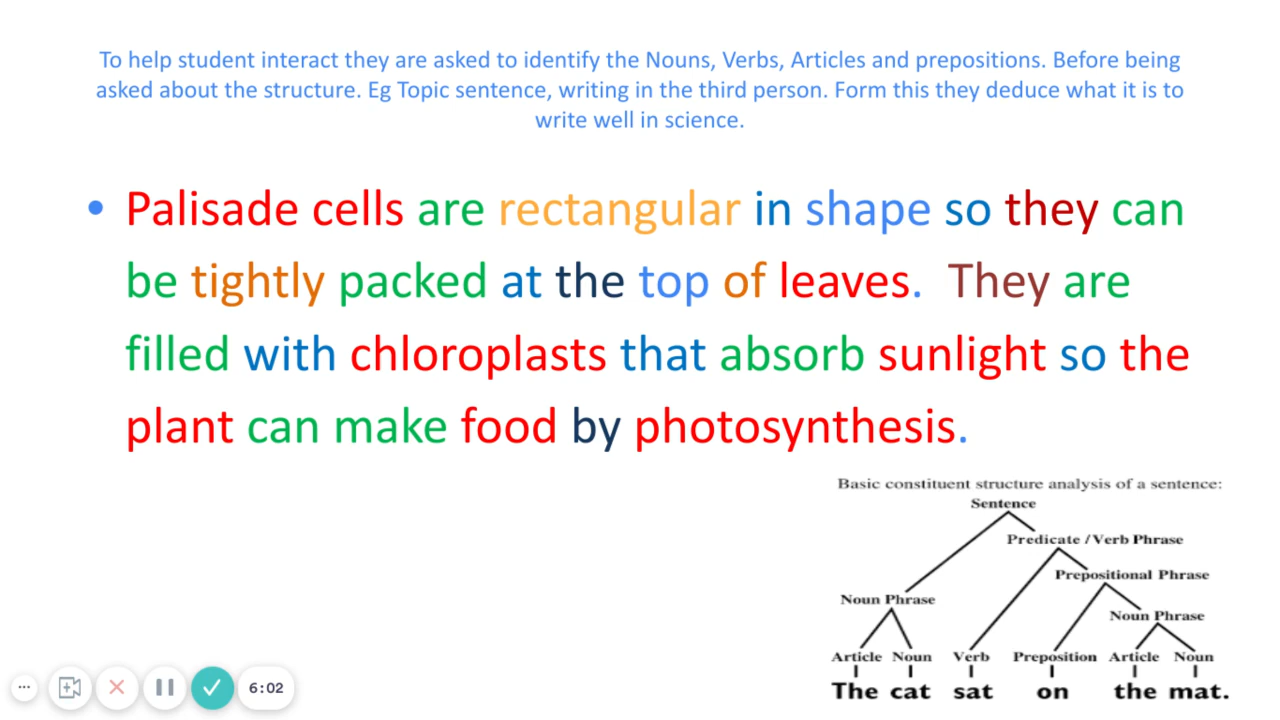 To help student interact they are asked to identify the Nouns, Verbs, Articles and prepositions. Before being
asked about the structure. Eg Topic sentence, writing in the third person. Form this they deduce what it is to
write well in science.
• Palisade cells are rectangular in shape so they can
be tightly packed at the top of leaves. They are
filled with chloroplasts that absorb sunlight so the
plant can make food by photosynthesis.
Basic constituent structure analysis of a sentence:
Sentence
Predicate / Verb Phrase
Prepositional Phrase
Noun Phrase
Noun Phrase
Article Noun Verb Preposition Article Noun
The cat sat on the mat.
6:02